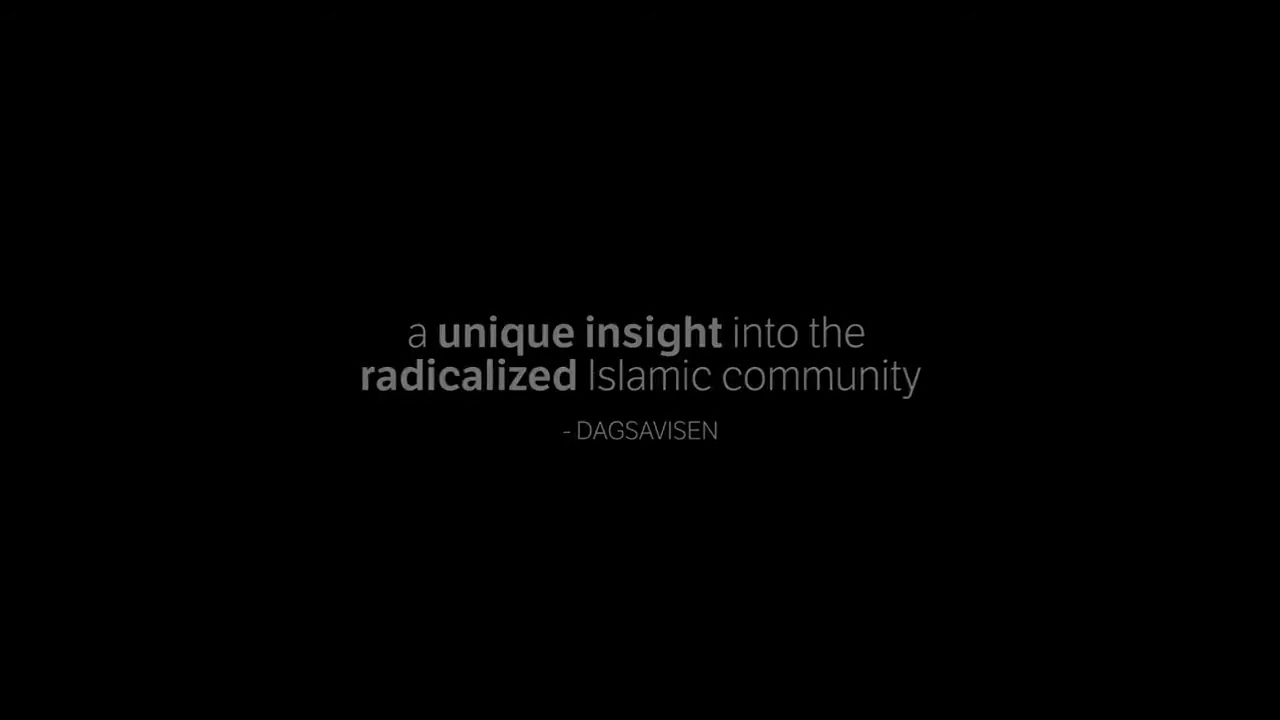 a unique insight into the
radicalized Islamic community
- DAGSAVISEN